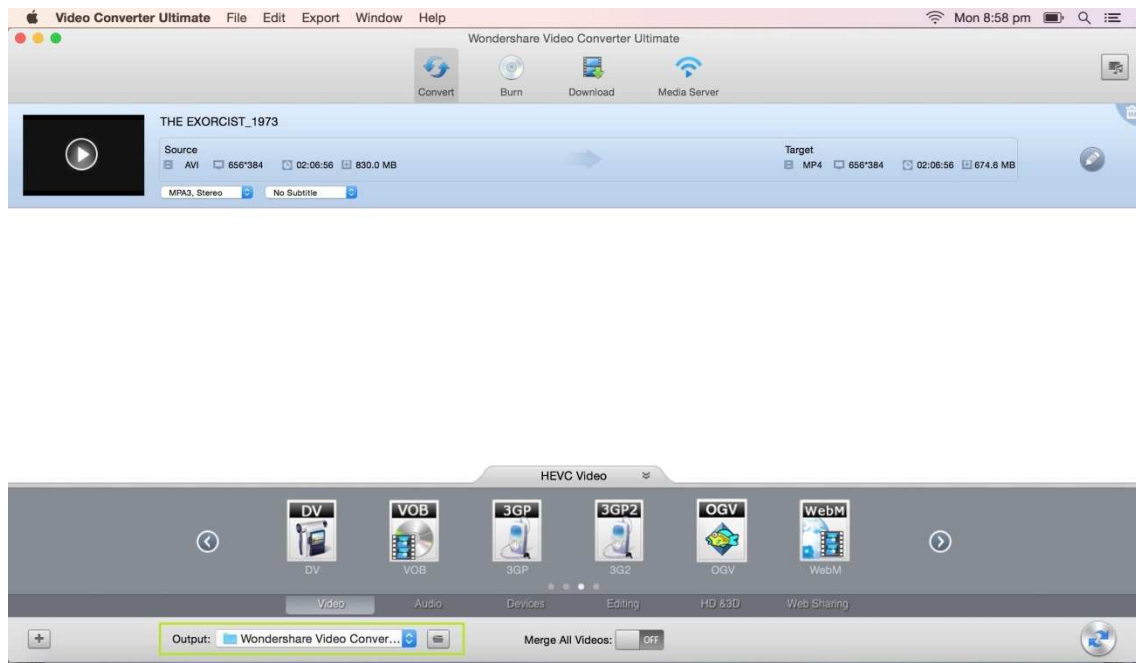 Video Converter Ultimate File Edit Export Window Help Mon 8:58 pm
Wondershare Video Converter Ultimate
Convert Burn Download Media Server
THE EXORCIST_1973
Source Target
AVI 656*384 02:06:56 830.0 MB MP4 656*384 02:06:56 674.6 MB
MPA3, Stereo No Subtitle
HEVC Video
DV VOB 3GP 3GP2 OGV WebM
DV VOB 3GP 3G2 OGV WebM
Video Audio Devices Editing HD &3D Web Sharing
Output: Wondershare Video Conver... Merge All Videos: OFF